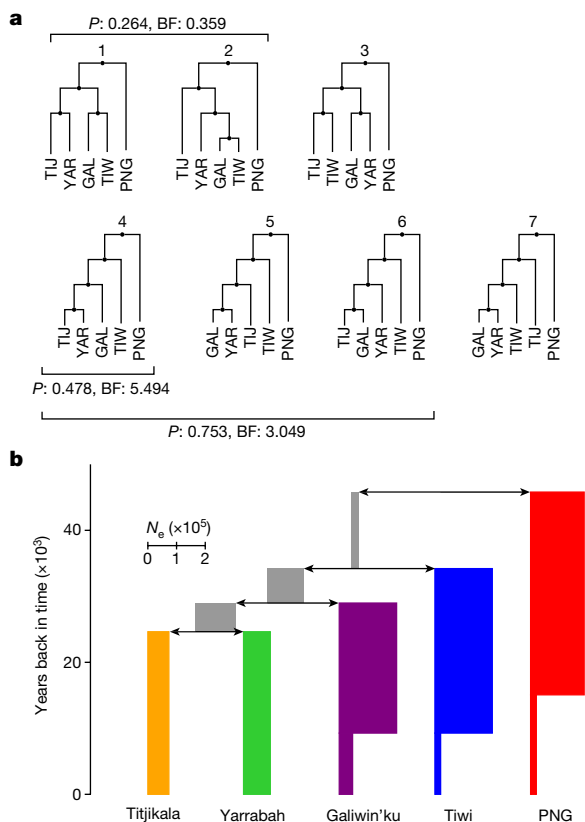 a
P: 0.264, BF: 0.359
1 2 3
TIJ YAR GAL TIW PNG TIJ YAR GAL TIW PNG TIJ TIW GAL YAR PNG
4 5 6 7
TIJ YAR GAL TIW PNG GAL YAR TIJ TIW PNG TIJ YAR TIW GAL PNG GAL YAR TIW TIJ PNG
P: 0.478, BF: 5.494
P: 0.753, BF: 3.049
b
Years back in time (×10³)
40
20
0
Nₑ (×10⁵)
0 1 2
Titjikala Yarrabah Galiwin'ku Tiwi PNG